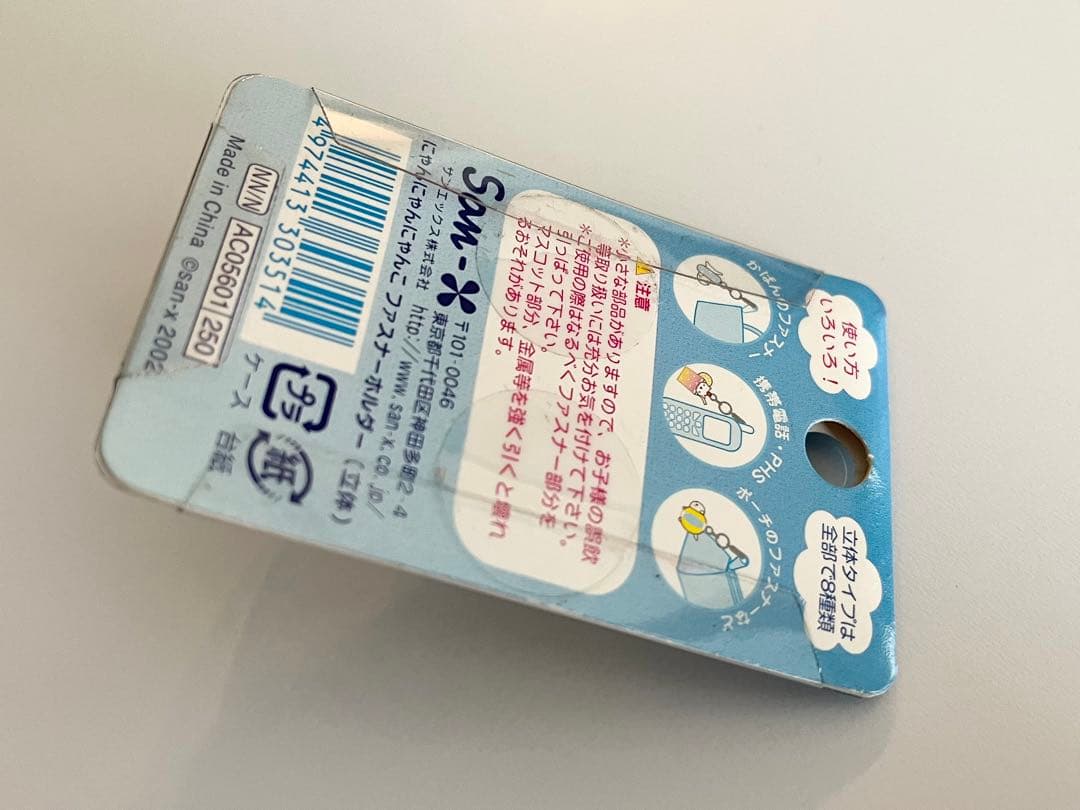 使い方
いろいろ!
立体タイプは
全部で8種類
かばんのファスナー
携帯電話・PHS
ポーチのファスナーなど
⚠注意
※小さな部品がありますので、お子様の誤飲
等取り扱いには充分お気を付けて下さい。
※ご使用の際はなるべくファスナー部分を
引っぱって下さい。
マスコット部分、金属等を強く引くと壊れ
るおそれがあります。
San-X
〒101-0046
サンエックス株式会社 東京都千代田区神田多町2-4
http://www.san-x.co.jp/
にゃんにゃんにゃんこ ファスナーホルダー(立体)
4974413303514
プラ
紙
ケース
台紙
NNN AC05601 250
Made in China ©san-x 2002